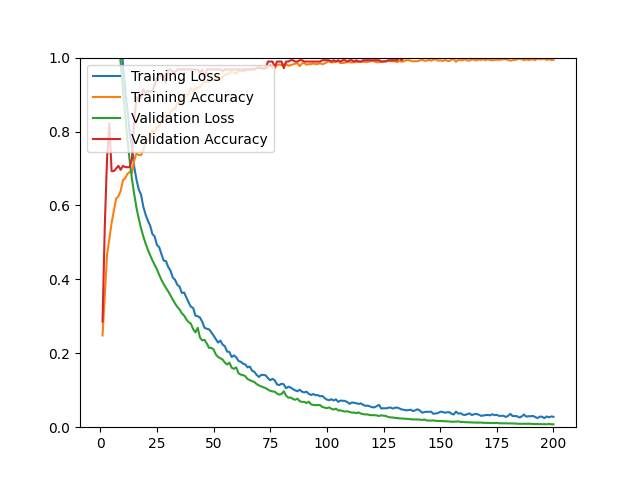 1.0
0.8
0.6
0.4
0.2
0.0
Training Loss
Training Accuracy
Validation Loss
Validation Accuracy
0 25 50 75 100 125 150 175 200